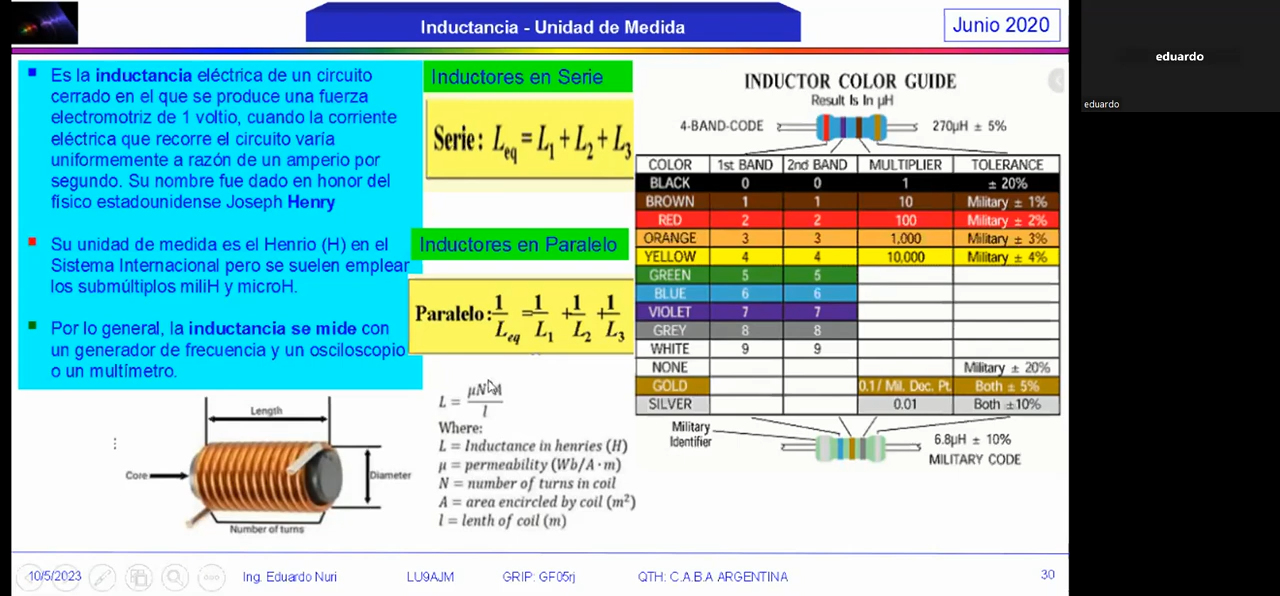 Inductancia - Unidad de Medida
Junio 2020
eduardo
eduardo
Es la inductancia eléctrica de un circuito
cerrado en el que se produce una fuerza
electromotriz de 1 voltio, cuando la corriente
eléctrica que recorre el circuito varía
uniformemente a razón de un amperio por
segundo. Su nombre fue dado en honor del
físico estadounidense Joseph Henry
Su unidad de medida es el Henrio (H) en el
Sistema Internacional pero se suelen emplear
los submúltiplos miliH y microH.
Por lo general, la inductancia se mide con
un generador de frecuencia y un osciloscopio
o un multímetro.
Inductores en Serie
Serie: Leq = L1 + L2 + L3
Inductores en Paralelo
Paralelo: 1/Leq = 1/L1 + 1/L2 + 1/L3
L = μN²A / l
Where:
L = Inductance in henries (H)
μ = permeability (Wb/A·m)
N = number of turns in coil
A = area encircled by coil (m²)
l = lenth of coil (m)
Length
Core
Diameter
Number of turns
INDUCTOR COLOR GUIDE
Result Is In μH
4-BAND-CODE
270μH ± 5%
COLOR 1st BAND 2nd BAND MULTIPLIER TOLERANCE
BLACK 0 0 1 ± 20%
BROWN 1 1 10 Military ± 1%
RED 2 2 100 Military ± 2%
ORANGE 3 3 1,000 Military ± 3%
YELLOW 4 4 10,000 Military ± 4%
GREEN 5 5
BLUE 6 6
VIOLET 7 7
GREY 8 8
WHITE 9 9
NONE Military ± 20%
GOLD 0.1 / Mil. Dec. Pt. Both ± 5%
SILVER 0.01 Both ±10%
Military
Identifier
6.8μH ± 10%
MILITARY CODE
10/5/2023
Ing. Eduardo Nuri
LU9AJM
GRIP: GF05rj
QTH: C.A.B.A ARGENTINA
30